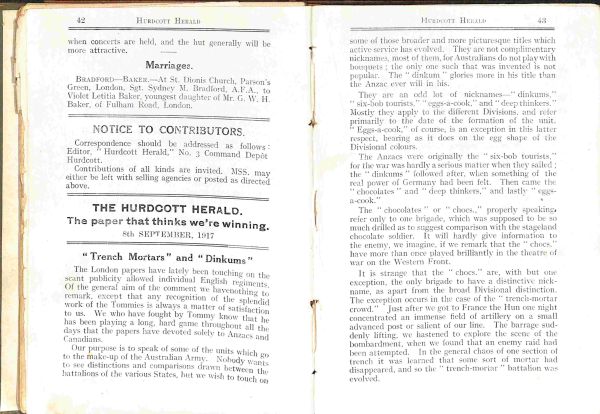 42 HURDCOTT HERALD
when concerts are held, and the hut generally will be
more attractive.
Marriages.
BRADFORD—BAKER.—At St. Dionis Church, Parson's
Green, London, Sgt. Sydney M. Bradford, A.F.A., to
Violet Letitia Baker, youngest daughter of Mr. G. W. H.
Baker, of Fulham Road, London.
NOTICE TO CONTRIBUTORS.
Correspondence should be addressed as follows:
Editor, "Hurdcott Herald," No. 3 Command Depôt
Hurdcott.
Contributions of all kinds are invited. MSS. may
either be left with selling agencies or posted as directed
above.
THE HURDCOTT HERALD.
The paper that thinks we're winning.
8th SEPTEMBER, 1917
"Trench Mortars" and "Dinkums"
The London papers have lately been touching on the
scant publicity allowed individual English regiments.
Of the general aim of the comment we have nothing to
remark, except that any recognition of the splendid
work of the Tommies is always a matter of satisfaction
to us. We who have fought by Tommy know that he
has been playing a long, hard game throughout all the
days that the papers have devoted solely to Anzacs and
Canadians.
Our purpose is to speak of some of the units which go
to the make-up of the Australian Army. Nobody wants
to see distinctions and comparisons drawn between the
battalions of the various States, but we wish to touch on
HURDCOTT HERALD 43
some of those broader and more picturesque titles which
active service has evolved. They are not complimentary
nicknames, most of them, for Australians do not play with
bouquets; the only one such that was invented is not
popular. The "dinkum" glories more in his title than
the Anzac ever will in his.
They are an odd lot of nicknames—"dinkums,"
"six-bob tourists," "eggs-a-cook," and "deep thinkers."
Mostly they apply to the different Divisions, and refer
primarily to the date of the formation of the unit.
"Eggs-a-cook," of course, is an exception in this latter
respect, bearing as it does on the egg shape of the
Divisional colours.
The Anzacs were originally the "six-bob tourists,"
for the war was hardly a serious matter when they sailed;
the "dinkums" followed after, when something of the
real power of Germany had been felt. Then came the
"chocolates" and "deep thinkers," and lastly "eggs-
a-cook."
The "chocolates" or "chocs.," properly speaking,
refer only to one brigade, which was supposed to be so
much drilled as to suggest comparison with the stageland
chocolate soldier. It will hardly give information to
the enemy, we imagine, if we remark that the "chocs."
have more than once played brilliantly in the theatre of
war on the Western Front.
It is strange that the "chocs." are, with but one
exception, the only brigade to have a distinctive nick-
name, as apart from the broad Divisional distinction.
The exception occurs in the case of the "trench-mortar
crowd." Just after we got to France the Hun one night
concentrated an immense field of artillery on a small
advanced post or salient of our line. The barrage sud-
denly lifting, we hastened to explore the scene of the
bombardment, when we found that an enemy raid had
been attempted. In the general chaos of one section of
trench it was learned that some sort of mortar had
disappeared, and so the "trench-mortar" battalion was
evolved.